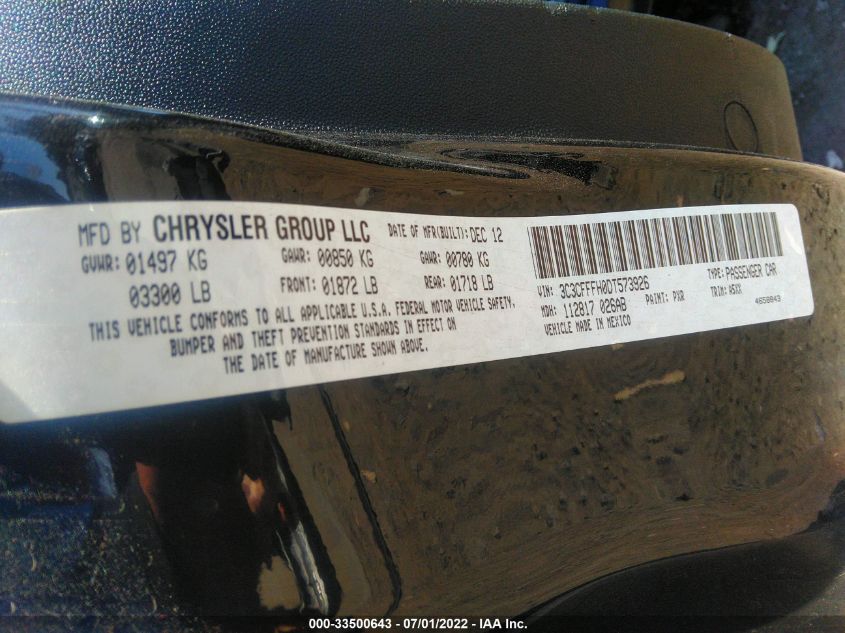 MFD BY CHRYSLER GROUP LLC DATE OF MFR(BUILT): DEC 12
GVWR: 01497 KG GAWR: 00850 KG GAWR: 00780 KG
03300 LB FRONT: 01872 LB REAR: 01718 LB
THIS VEHICLE CONFORMS TO ALL APPLICABLE U.S.A. FEDERAL MOTOR VEHICLE SAFETY,
BUMPER AND THEFT PREVENTION STANDARDS IN EFFECT ON
THE DATE OF MANUFACTURE SHOWN ABOVE.
VIN: 3C3CFFFH0DT573926 TYPE: PASSENGER CAR
MDH: 112817 026AB PAINT: PXR TRIM: A5XX
VEHICLE MADE IN MEXICO 4658843
000-33500643 / 07/01/2022 - IAA Inc.